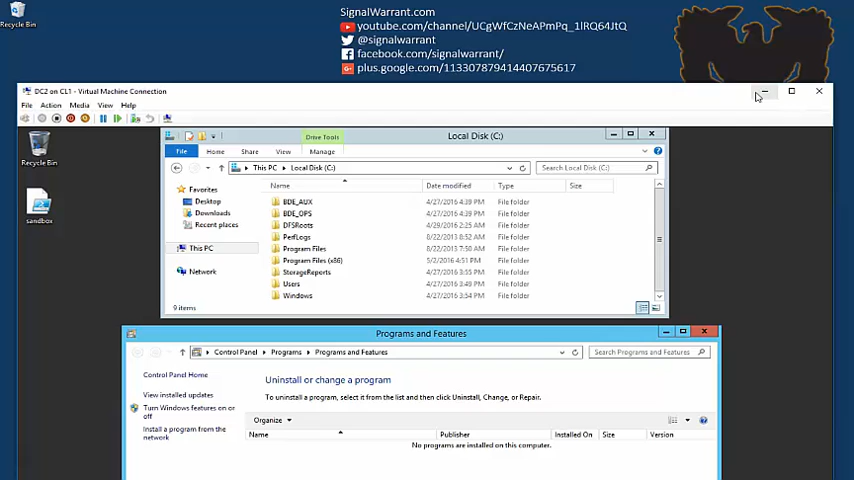 Recycle Bin
SignalWarrant.com
youtube.com/channel/UCgWfCzNeAPmPq_1lRQ64JtQ
@signalwarrant
facebook.com/signalwarrant/
plus.google.com/113307879414407675617
DC2 on CL1 - Virtual Machine Connection
File Action Media View Help
Recycle Bin
sandbox
Drive Tools
Local Disk (C:)
File Home Share View Manage
This PC Local Disk (C:)
Search Local Disk (C:)
Favorites
Desktop
Downloads
Recent places
This PC
Network
Name Date modified Type Size
BDE_AUX 4/27/2016 4:39 PM File folder
BDE_OPS 4/27/2016 4:39 PM File folder
DFSRoots 4/29/2016 2:25 AM File folder
PerfLogs 8/22/2013 8:52 AM File folder
Program Files 8/22/2013 7:50 AM File folder
Program Files (x86) 5/2/2016 4:51 PM File folder
StorageReports 4/27/2016 3:55 PM File folder
Users 4/27/2016 3:49 PM File folder
Windows 4/27/2016 3:54 PM File folder
9 items
Programs and Features
Control Panel Programs Programs and Features
Search Programs and Features
Control Panel Home
View installed updates
Turn Windows features on or
off
Install a program from the
network
Uninstall or change a program
To uninstall a program, select it from the list and then click Uninstall, Change, or Repair.
Organize
Name Publisher Installed On Size Version
No programs are installed on this computer.